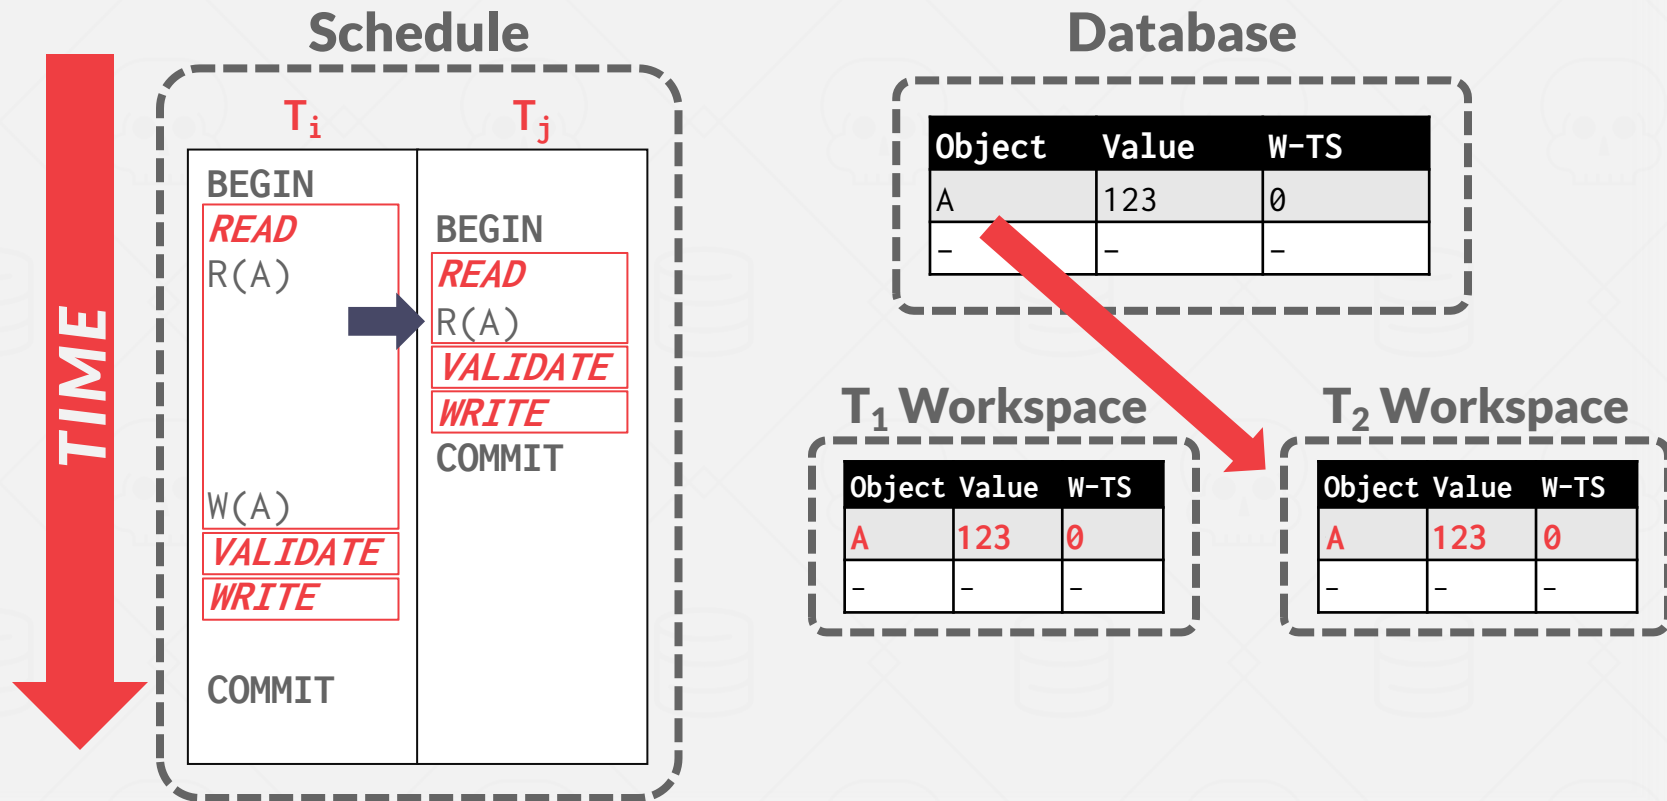 Schedule
TIME
Ti Tj
BEGIN
READ
R(A)
W(A)
VALIDATE
WRITE
COMMIT
BEGIN
READ
R(A)
VALIDATE
WRITE
COMMIT
Database
Object Value W-TS
A 123 0
- - -
T1 Workspace
Object Value W-TS
A 123 0
- - -
T2 Workspace
Object Value W-TS
A 123 0
- - -